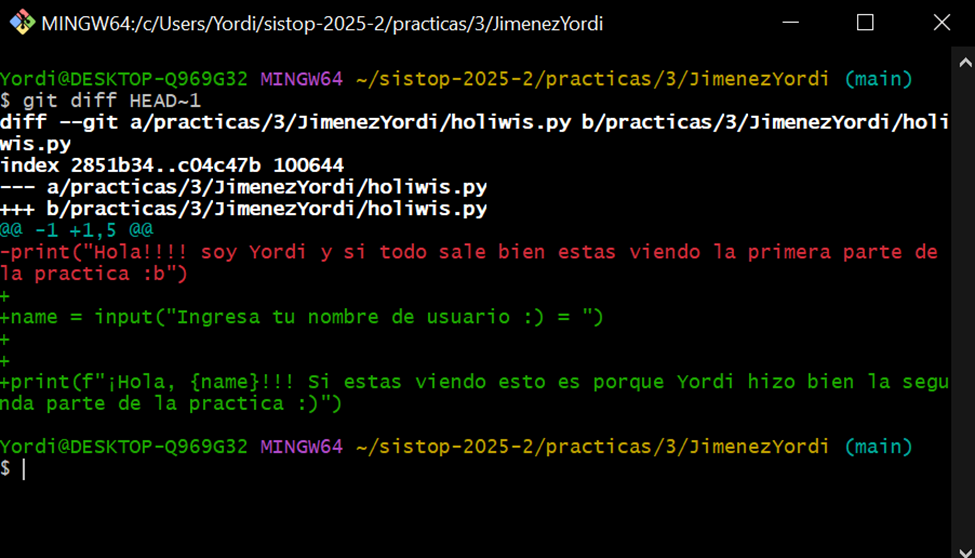 MINGW64:/c/Users/Yordi/sistop-2025-2/practicas/3/JimenezYordi
Yordi@DESKTOP-Q969G32 MINGW64 ~/sistop-2025-2/practicas/3/JimenezYordi (main)
$ git diff HEAD~1
diff --git a/practicas/3/JimenezYordi/holiwis.py b/practicas/3/JimenezYordi/holi
wis.py
index 2851b34..c04c47b 100644
--- a/practicas/3/JimenezYordi/holiwis.py
+++ b/practicas/3/JimenezYordi/holiwis.py
@@ -1 +1,5 @@
-print("Hola!!!! soy Yordi y si todo sale bien estas viendo la primera parte de
la practica :b")
+
+name = input("Ingresa tu nombre de usuario :) = ")
+
+
+print(f"¡Hola, {name}!!! Si estas viendo esto es porque Yordi hizo bien la segu
nda parte de la practica :)")
Yordi@DESKTOP-Q969G32 MINGW64 ~/sistop-2025-2/practicas/3/JimenezYordi (main)
$